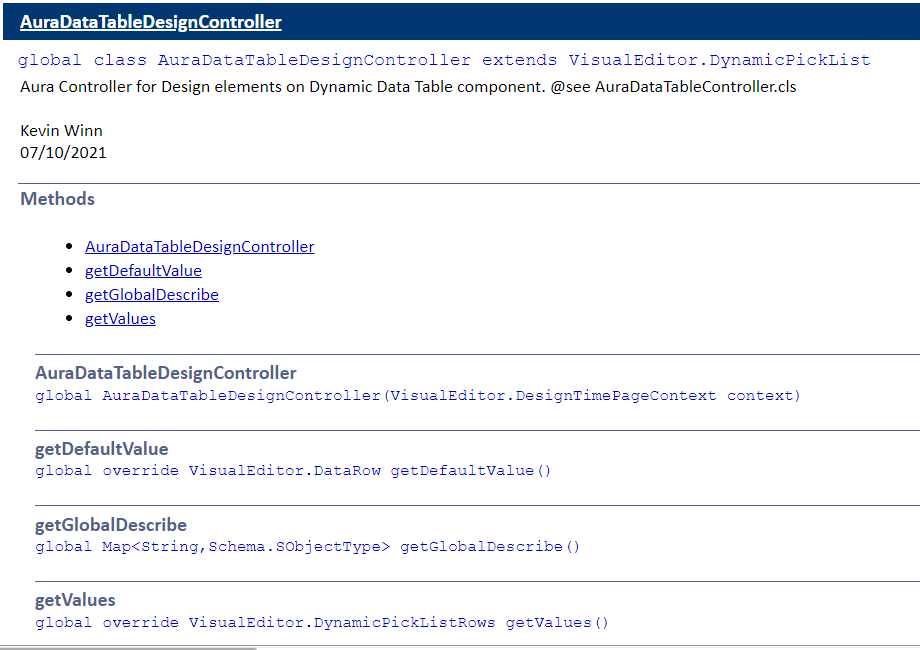 AuraDataTableDesignController
global class AuraDataTableDesignController extends VisualEditor.DynamicPickList
Aura Controller for Design elements on Dynamic Data Table component. @see AuraDataTableController.cls
Kevin Winn
07/10/2021
Methods
• AuraDataTableDesignController
• getDefaultValue
• getGlobalDescribe
• getValues
AuraDataTableDesignController
global AuraDataTableDesignController(VisualEditor.DesignTimePageContext context)
getDefaultValue
global override VisualEditor.DataRow getDefaultValue()
getGlobalDescribe
global Map<String,Schema.SObjectType> getGlobalDescribe()
getValues
global override VisualEditor.DynamicPickListRows getValues()